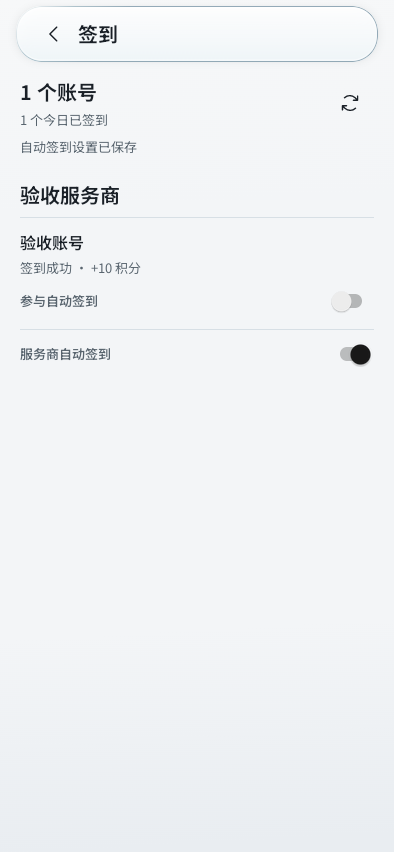 签到
1 个账号
1 个今日已签到
自动签到设置已保存
验收服务商
验收账号
签到成功 · +10 积分
参与自动签到
服务商自动签到